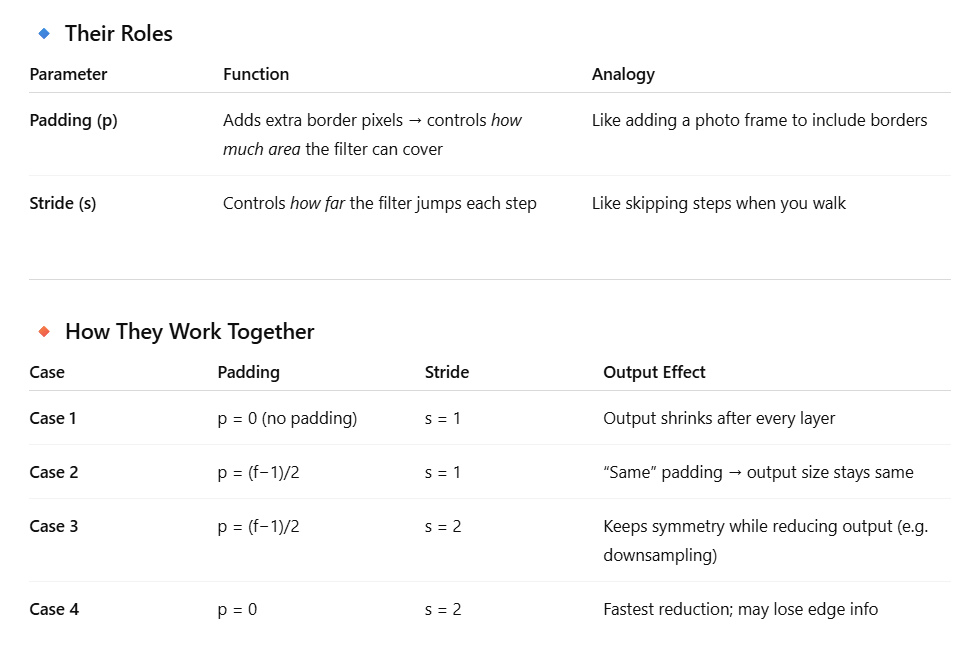 Their Roles
Parameter Function Analogy
Padding (p) Adds extra border pixels → controls how Like adding a photo frame to include borders
much area the filter can cover
Stride (s) Controls how far the filter jumps each step Like skipping steps when you walk
How They Work Together
Case Padding Stride Output Effect
Case 1 p = 0 (no padding) s = 1 Output shrinks after every layer
Case 2 p = (f−1)/2 s = 1 “Same” padding → output size stays same
Case 3 p = (f−1)/2 s = 2 Keeps symmetry while reducing output (e.g.
downsampling)
Case 4 p = 0 s = 2 Fastest reduction; may lose edge info